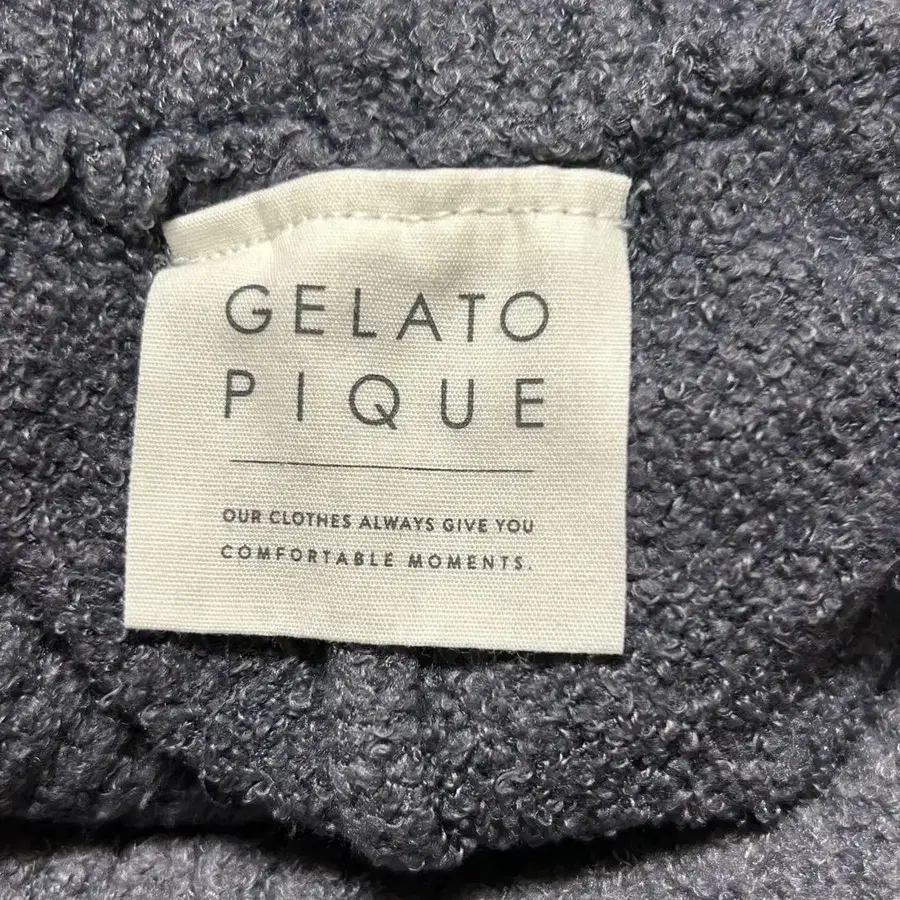 GELATO
PIQUE
OUR CLOTHES ALWAYS GIVE YOU
COMFORTABLE MOMENTS.